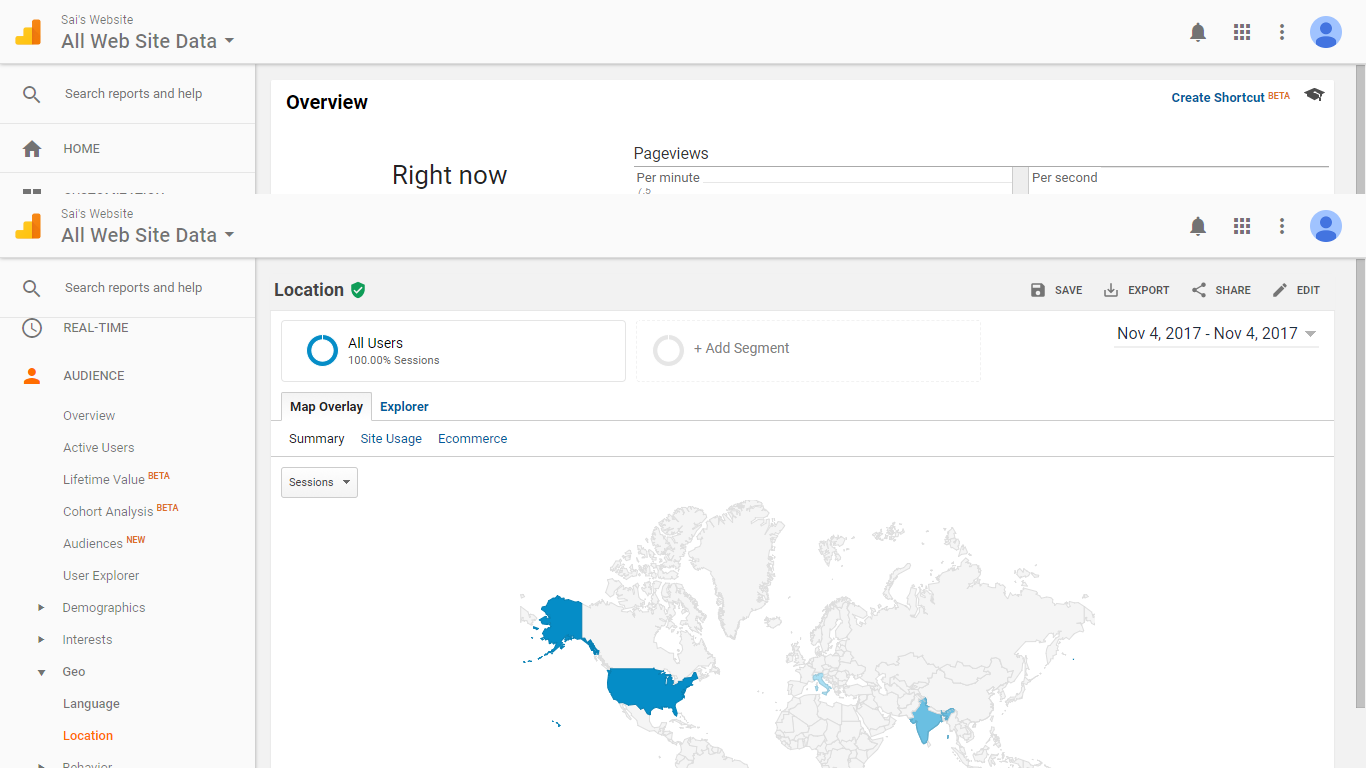 Sai's Website
All Web Site Data
Search reports and help
HOME
CUSTOMIZATION
Overview
Create Shortcut BETA
Right now
Pageviews
Per minute
Per second
7.5
Sai's Website
All Web Site Data
Search reports and help
REAL-TIME
AUDIENCE
Overview
Active Users
Lifetime Value BETA
Cohort Analysis BETA
Audiences NEW
User Explorer
Demographics
Interests
Geo
Language
Location
Behavior
Location
SAVE
EXPORT
SHARE
EDIT
All Users
100.00% Sessions
+ Add Segment
Nov 4, 2017 - Nov 4, 2017
Map Overlay
Explorer
Summary
Site Usage
Ecommerce
Sessions